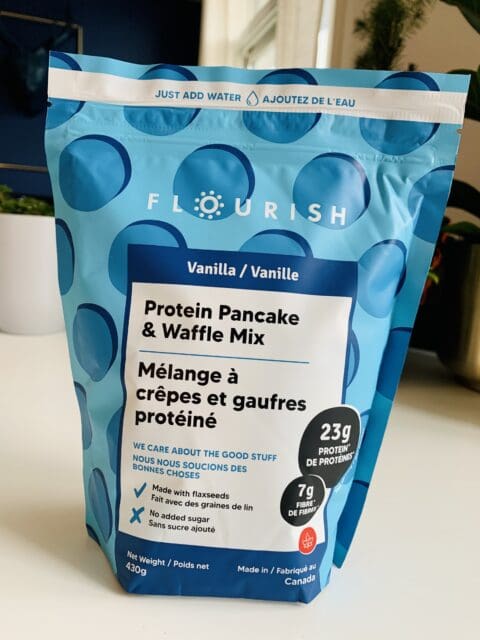 JUST ADD WATER AJOUTEZ DE L'EAU
FLOURISH
Vanilla / Vanille
Protein Pancake
& Waffle Mix
Mélange à
crêpes et gaufres
protéiné
WE CARE ABOUT THE GOOD STUFF
NOUS NOUS SOUCIONS DES
BONNES CHOSES
Made with flaxseeds
Fait avec des graines de lin
No added sugar
Sans sucre ajouté
23g
PROTEIN*
DE PROTÉINES*
7g
FIBRE*
DE FIBRES*
Net Weight / Poids net
430g
Made in / Fabriqué au
Canada